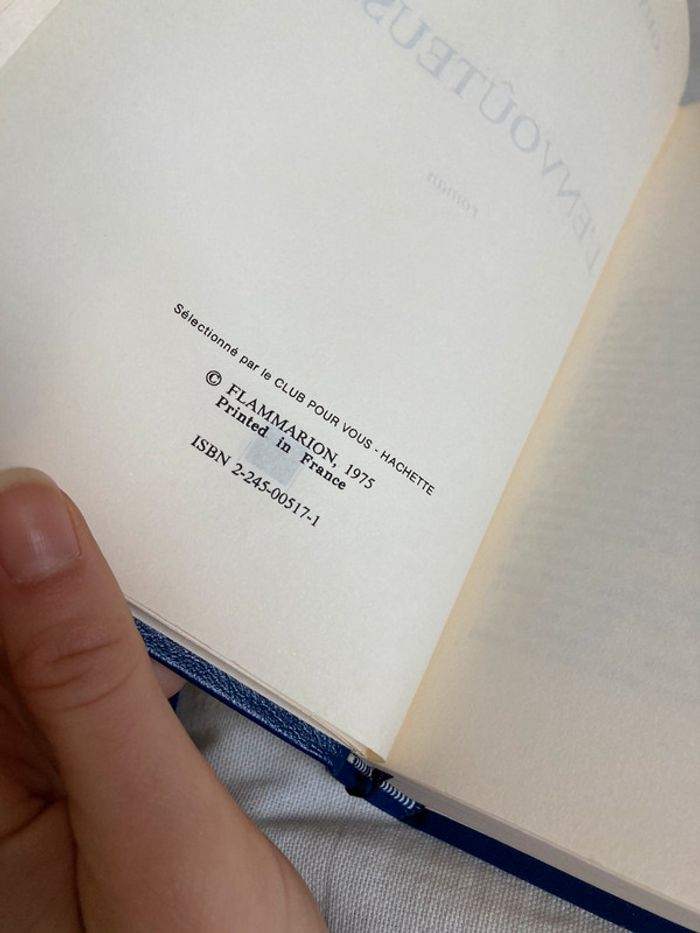 L'ENVOÛTEUSE
roman
Sélectionné par le CLUB POUR VOUS - HACHETTE
© FLAMMARION, 1975
Printed in France
ISBN 2-245-00517-1